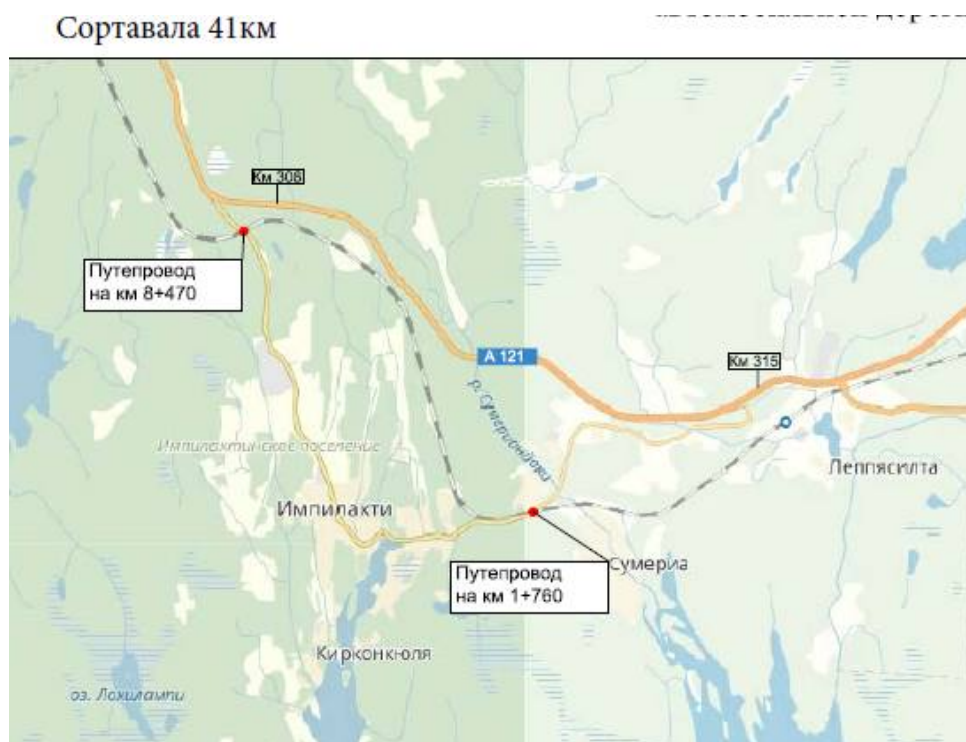 Сортавала 41км
Км 308
Путепровод
на км 8+470
А 121
Км 315
р. Сумерианйоки
Импилахтинское поселение
Леппясилта
Импилахти
Путепровод
на км 1+760
Сумериа
Кирконкюля
оз. Лохилампи